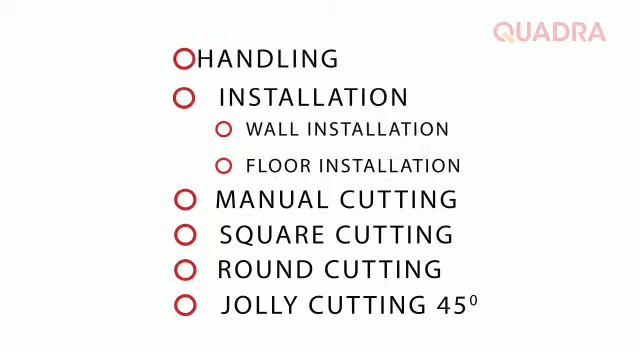 QUADRA
HANDLING
INSTALLATION
WALL INSTALLATION
FLOOR INSTALLATION
MANUAL CUTTING
SQUARE CUTTING
ROUND CUTTING
JOLLY CUTTING 45⁰